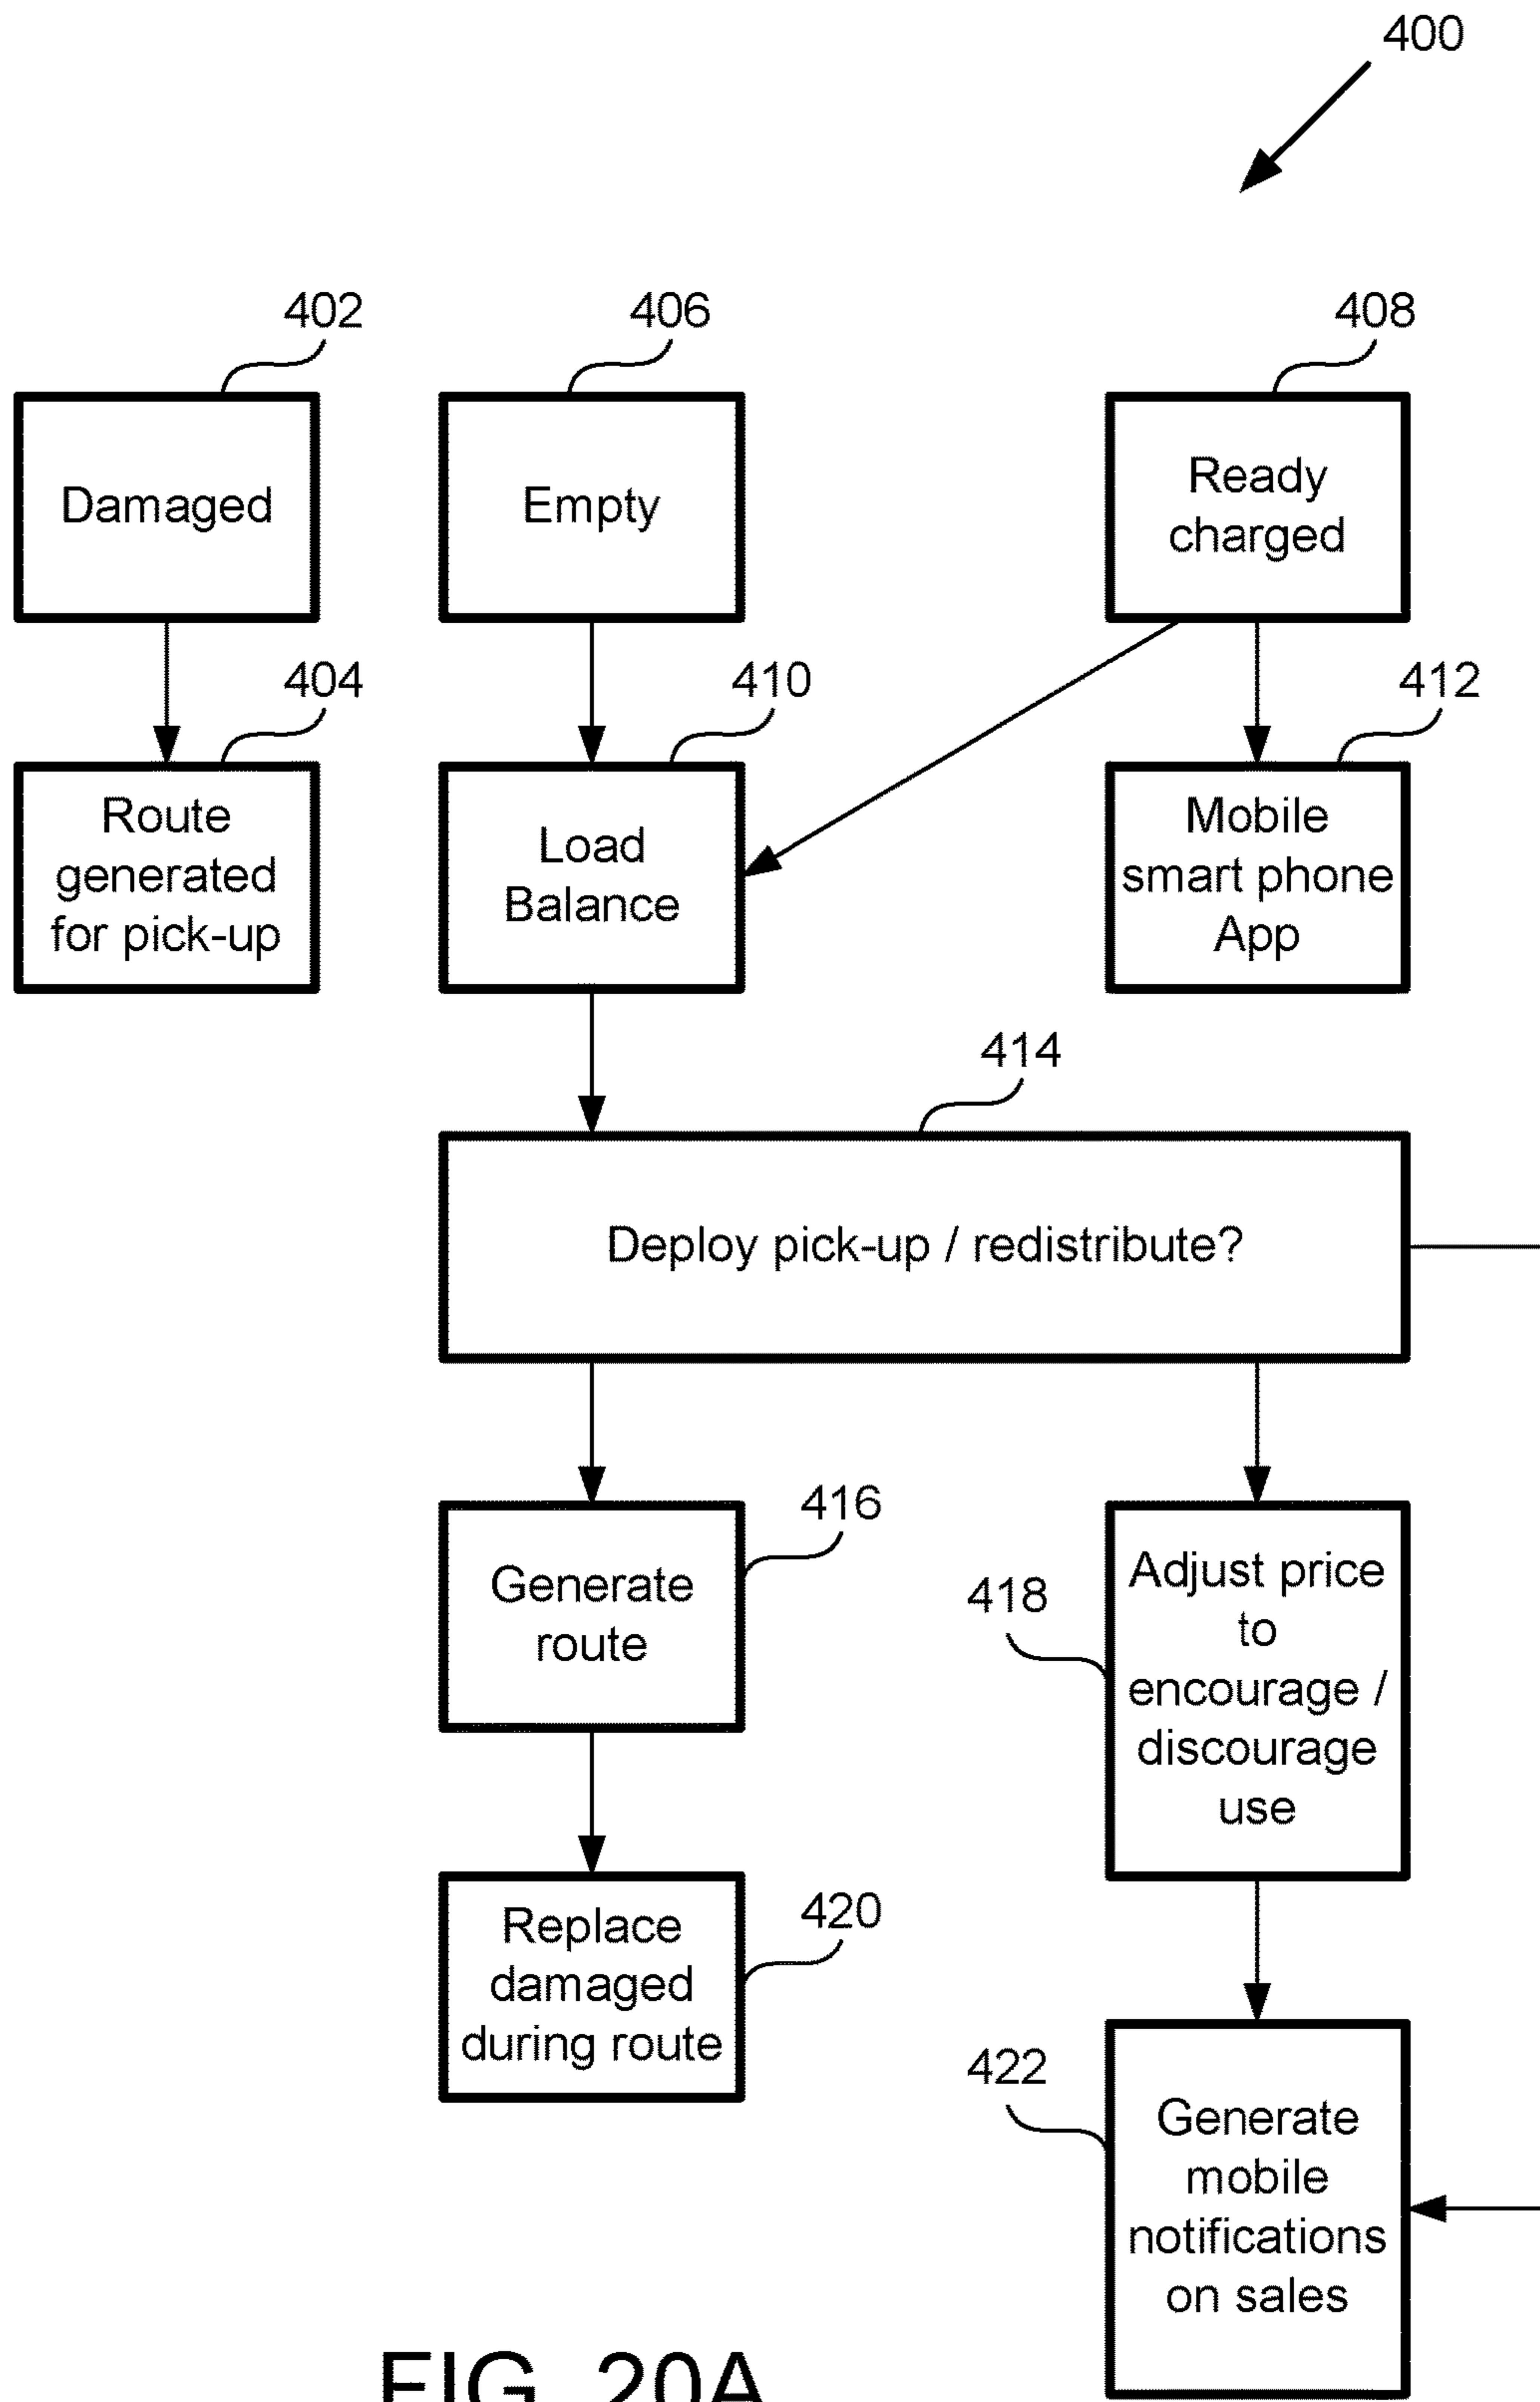 400
402
406
408
Damaged
Empty
Ready
charged
404
410
412
Route
generated
for pick-up
Load
Balance
Mobile
smart phone
App
414
Deploy pick-up / redistribute?
416
Generate
route
418
Adjust price
to
encourage /
discourage
use
420
Replace
damaged
during route
422
Generate
mobile
notifications
on sales
FIG. 20A